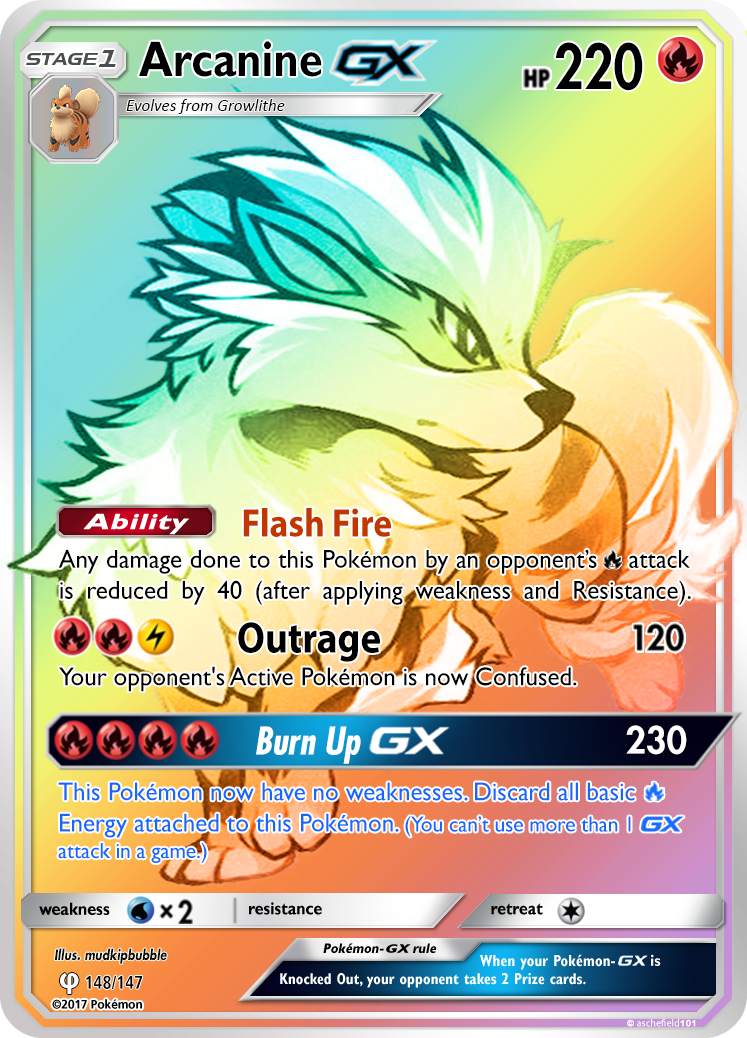 STAGE 1 Arcanine GX HP 220
Evolves from Growlithe
Ability Flash Fire
Any damage done to this Pokémon by an opponent's attack
is reduced by 40 (after applying weakness and Resistance).
Outrage 120
Your opponent's Active Pokémon is now Confused.
Burn Up GX 230
This Pokémon now have no weaknesses. Discard all basic
Energy attached to this Pokémon. (You can't use more than 1 GX
attack in a game.)
weakness ×2 resistance retreat
Illus. mudkipbubble
148/147
©2017 Pokémon
Pokémon-GX rule
When your Pokémon-GX is
Knocked Out, your opponent takes 2 Prize cards.
© aschefield101